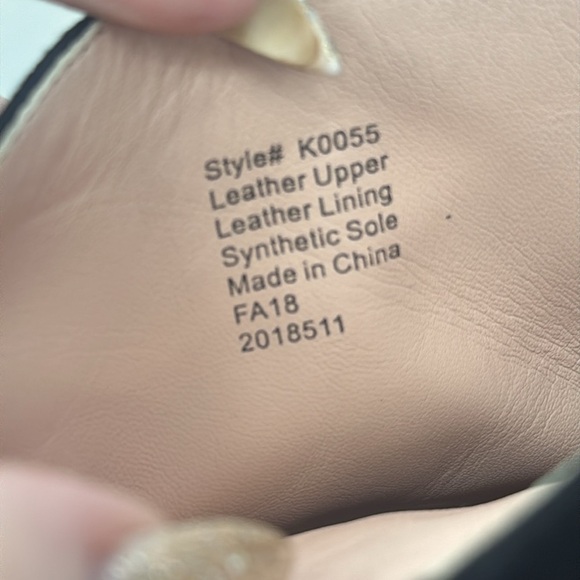 Style# K0055
Leather Upper
Leather Lining
Synthetic Sole
Made in China
FA18
2018511